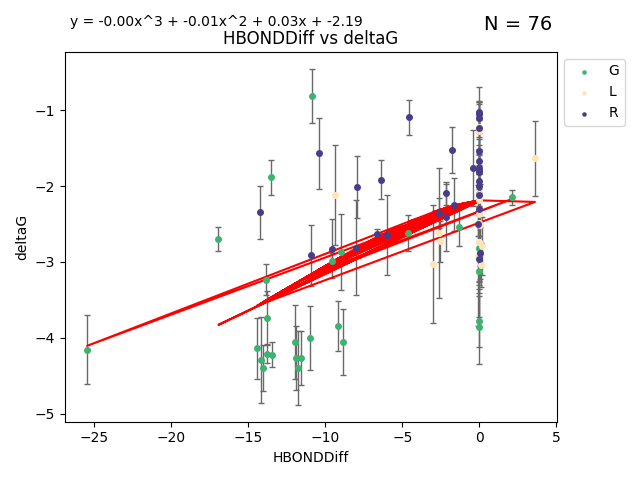 y = -0.00x^3 + -0.01x^2 + 0.03x + -2.19
N = 76
HBONDDiff vs deltaG
G
L
R
−1
−2
−3
−4
−5
deltaG
−25
−20
−15
−10
−5
0
5
HBONDDiff